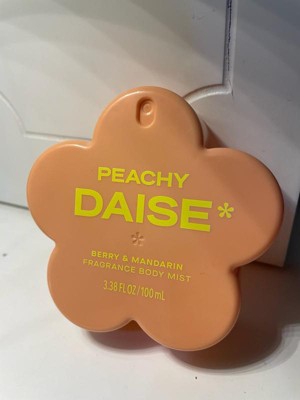 PEACHY
DAISE*
BERRY & MANDARIN
FRAGRANCE BODY MIST
3.38 FL OZ/100 mL